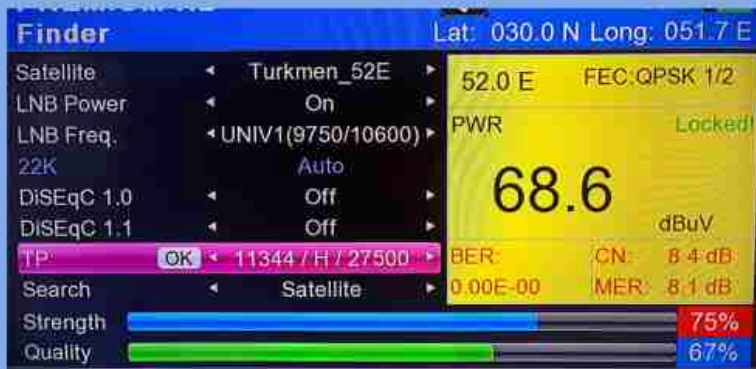 Finder Lat: 030.0 N Long: 051.7 E
Satellite Turkmen_52E
LNB Power On
LNB Freq. UNIV1(9750/10600)
22K Auto
DiSEqC 1.0 Off
DiSEqC 1.1 Off
TP: OK 11344 / H / 27500
Search Satellite
52.0 E FEC:QPSK 1/2
PWR Locked!
68.6
dBuV
BER: CN: 8.4 dB
0.00E-00 MER: 8.1 dB
Strength 75%
Quality 67%